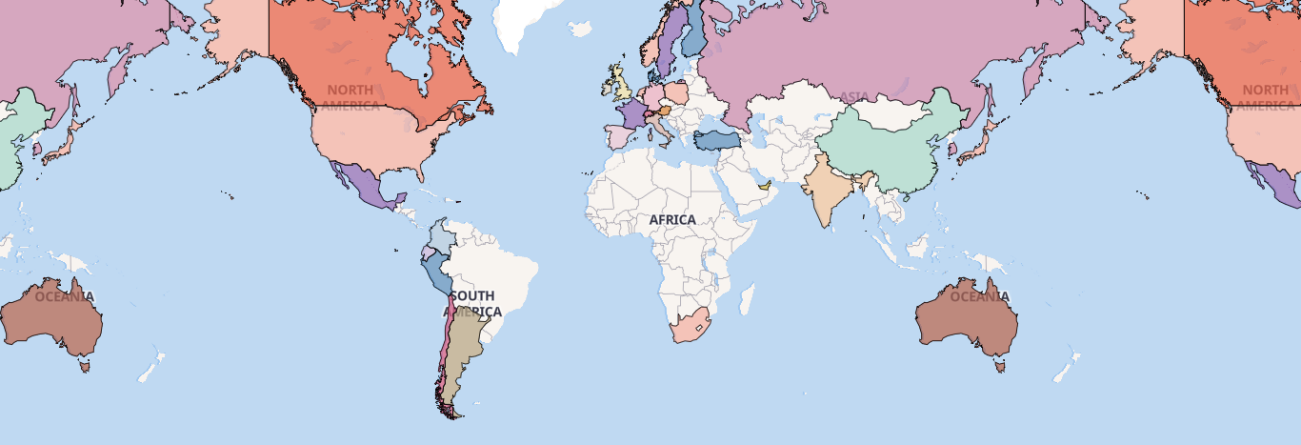 NORTH
AMERICA
ASIA
NORTH
AMERICA
AFRICA
OCEANIA
SOUTH
AMERICA
OCEANIA